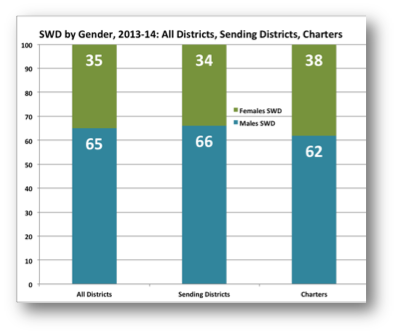 SWD by Gender, 2013-14: All Districts, Sending Districts, Charters
100
90
80
70
60
50
40
30
20
10
0
35
34
38
Females SWD
Males SWD
65
66
62
All Districts
Sending Districts
Charters